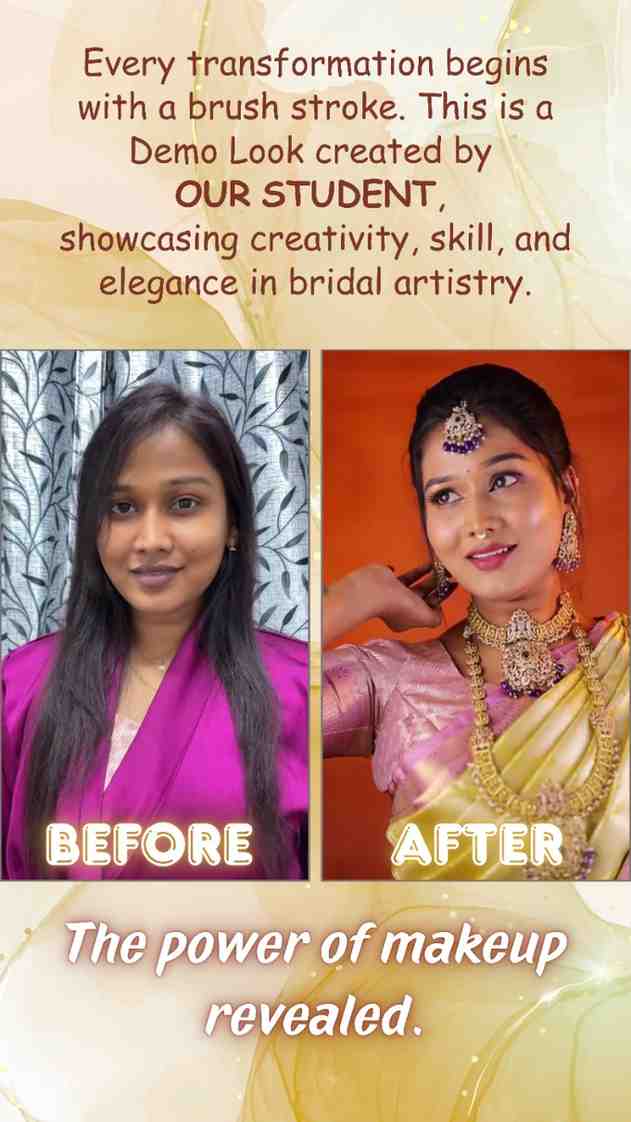 Every transformation begins
with a brush stroke. This is a
Demo Look created by
OUR STUDENT,
showcasing creativity, skill, and
elegance in bridal artistry.
BEFORE
AFTER
The power of makeup
revealed.